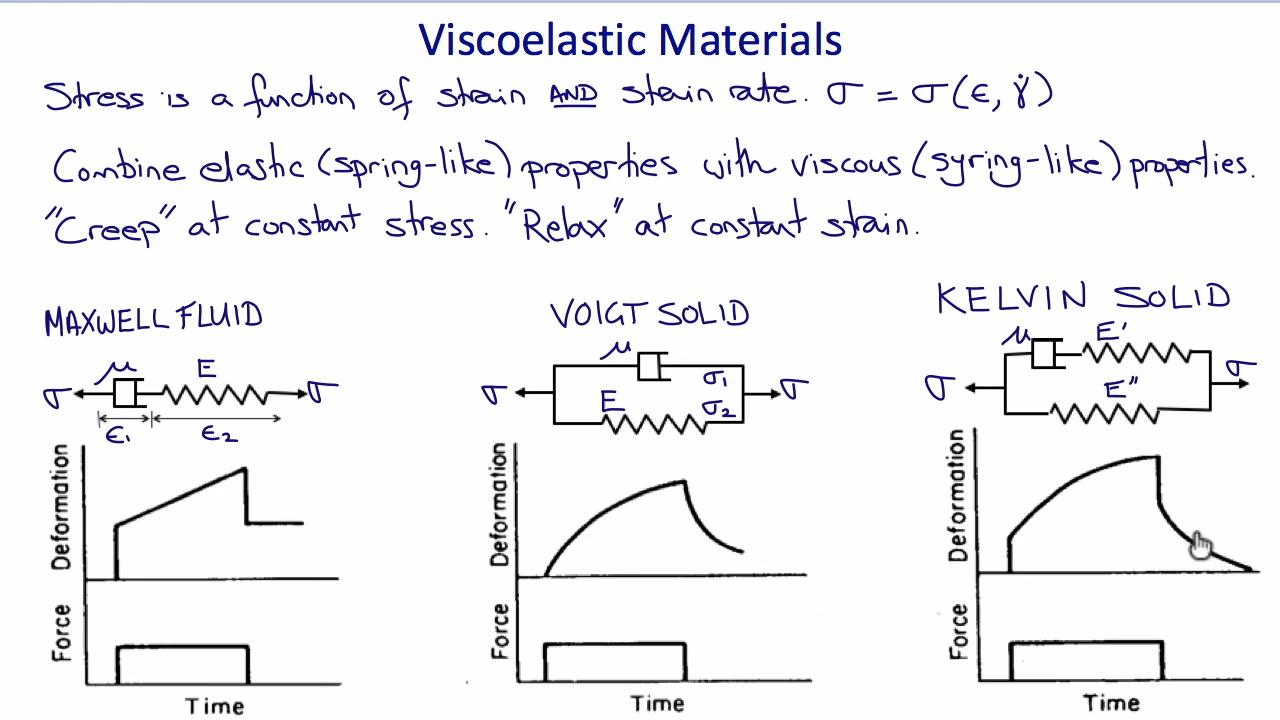 Viscoelastic Materials
Stress is a function of strain AND stain rate. σ = σ(ε, γ̇)
Combine elastic (spring-like) properties with viscous (syring-like) properties.
"Creep" at constant stress. "Relax" at constant strain.
MAXWELL FLUID
σ μ E σ
ε₁ ε₂
Deformation
Force
Time
VOIGT SOLID
μ
σ E σ₁ σ₂ σ
Deformation
Force
Time
KELVIN SOLID
μ E'
σ E" σ
Deformation
Force
Time